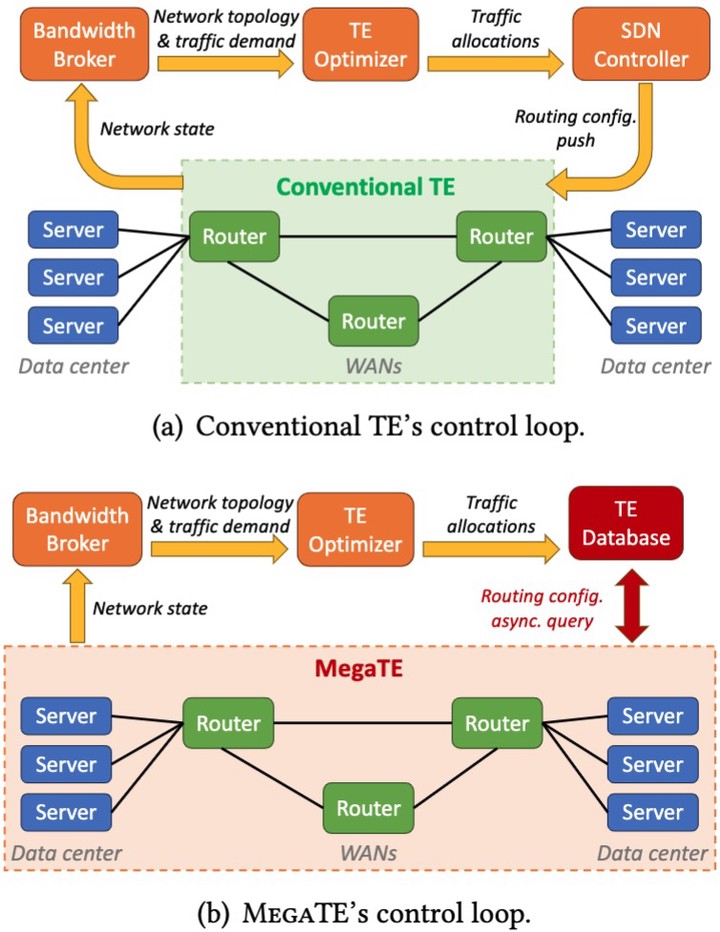 Bandwidth
Broker
Network topology
& traffic demand
TE
Optimizer
Traffic
allocations
SDN
Controller
Network state
Routing config.
push
Conventional TE
Server
Server
Server
Data center
Router
Router
Router
WANs
Server
Server
Server
Data center
(a) Conventional TE's control loop.
Bandwidth
Broker
Network topology
& traffic demand
TE
Optimizer
Traffic
allocations
TE
Database
Network state
Routing config.
async. query
MegaTE
Server
Server
Server
Data center
Router
Router
Router
WANs
Server
Server
Server
Data center
(b) MEGATE's control loop.